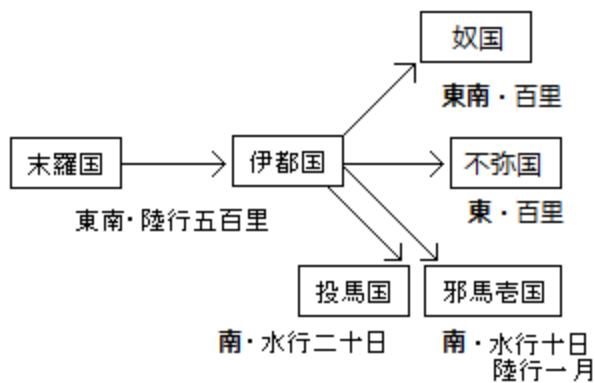 奴国
東南・百里
末羅国
伊都国
不弥国
東南・陸行五百里
東・百里
投馬国
邪馬壱国
南・水行二十日
南・水行十日
陸行一月